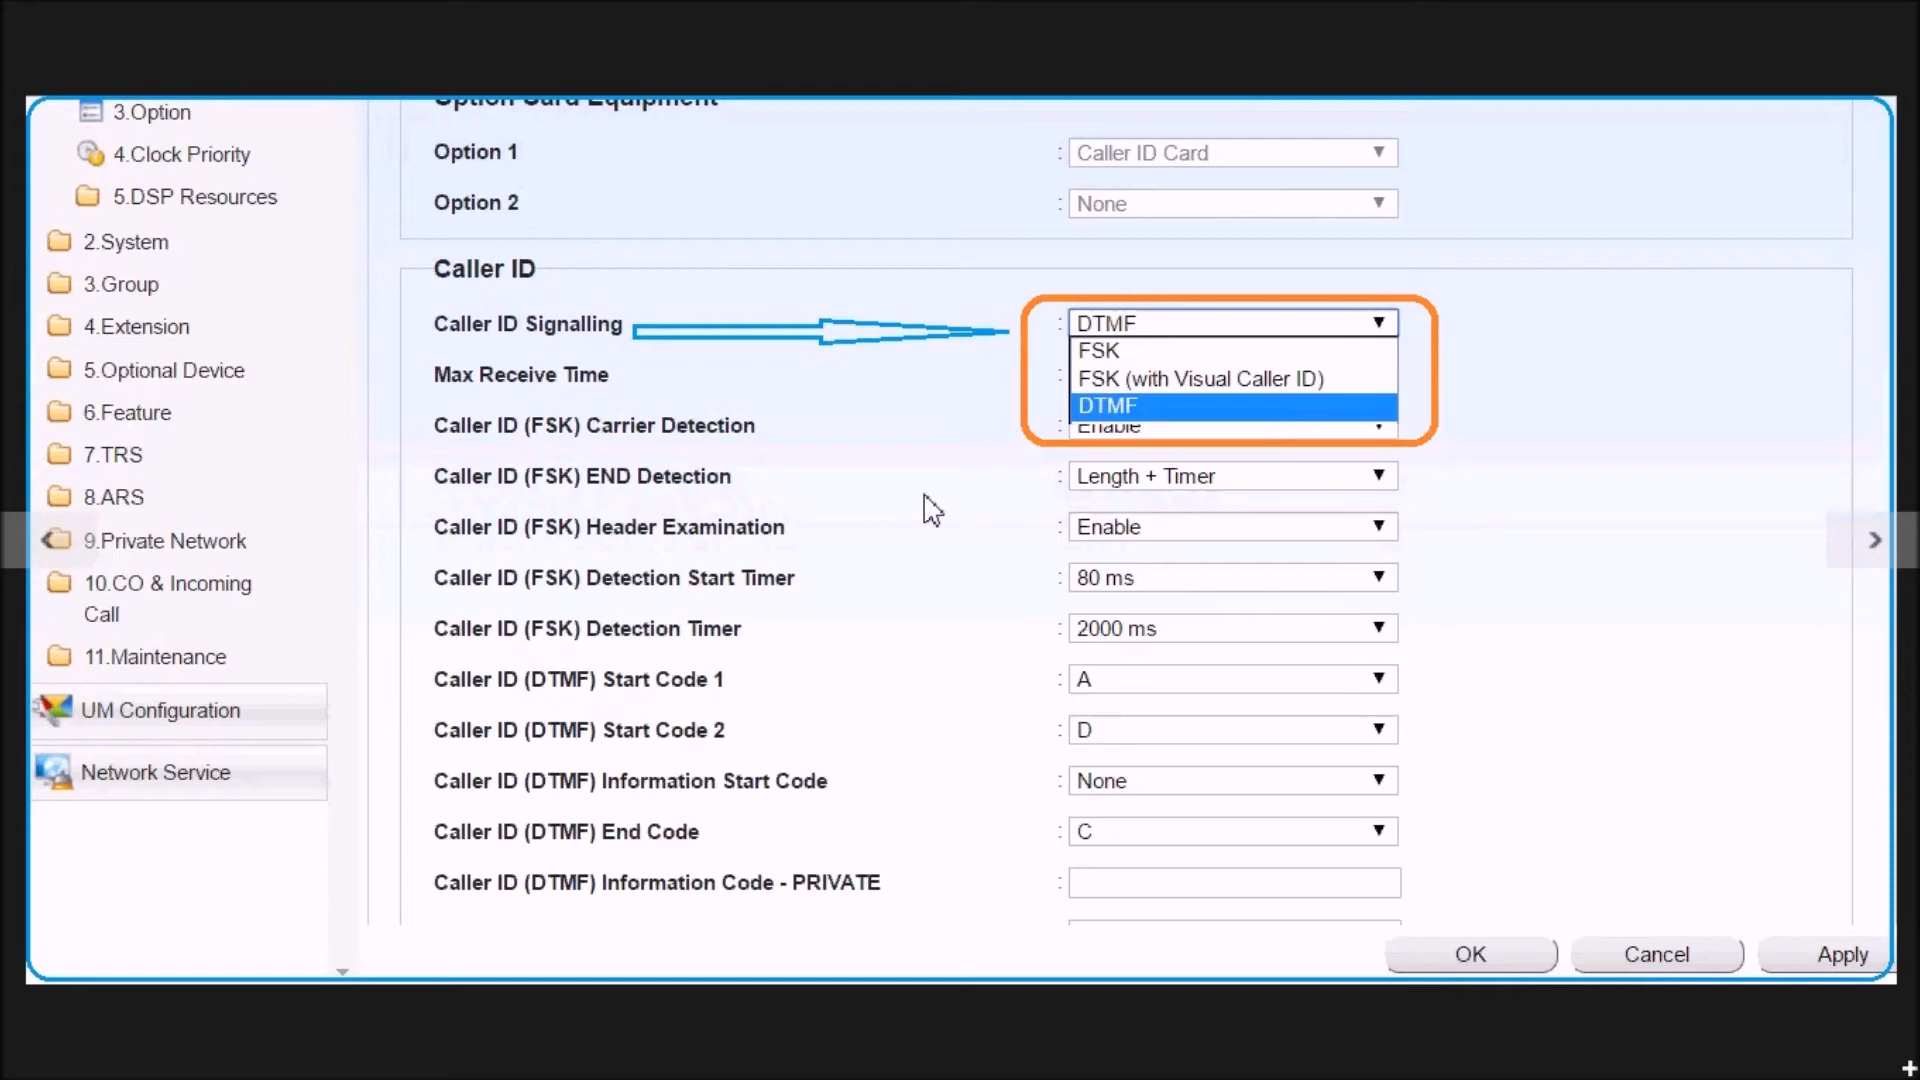 3.Option
4.Clock Priority
5.DSP Resources
2.System
3.Group
4.Extension
5.Optional Device
6.Feature
7.TRS
8.ARS
9.Private Network
10.CO & Incoming
Call
11.Maintenance
UM Configuration
Network Service
Option Card Equipment
Option 1 : Caller ID Card
Option 2 : None
Caller ID
Caller ID Signalling : DTMF
FSK
FSK (with Visual Caller ID)
DTMF
Max Receive Time :
Caller ID (FSK) Carrier Detection : Enable
Caller ID (FSK) END Detection : Length + Timer
Caller ID (FSK) Header Examination : Enable
Caller ID (FSK) Detection Start Timer : 80 ms
Caller ID (FSK) Detection Timer : 2000 ms
Caller ID (DTMF) Start Code 1 : A
Caller ID (DTMF) Start Code 2 : D
Caller ID (DTMF) Information Start Code : None
Caller ID (DTMF) End Code : C
Caller ID (DTMF) Information Code - PRIVATE :
OK Cancel Apply